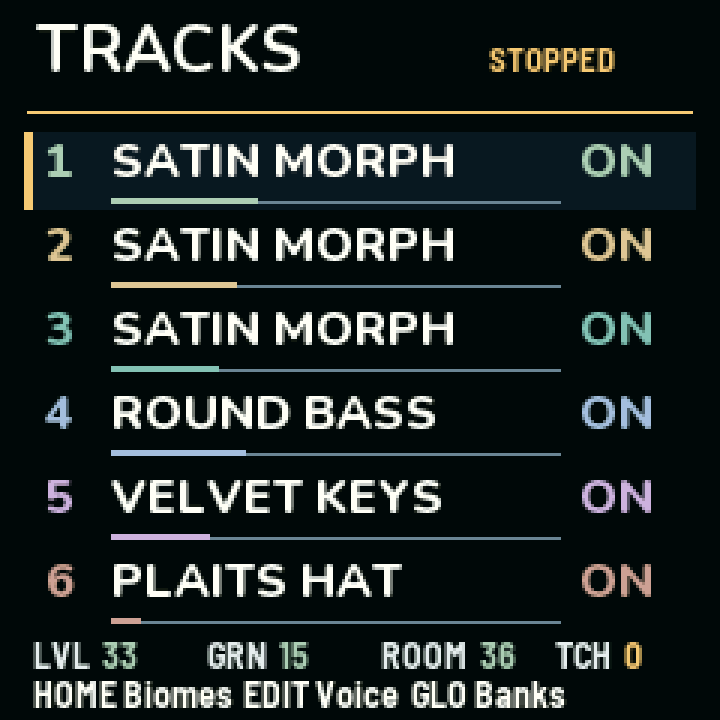 TRACKS STOPPED
1 SATIN MORPH ON
2 SATIN MORPH ON
3 SATIN MORPH ON
4 ROUND BASS ON
5 VELVET KEYS ON
6 PLAITS HAT ON
LVL 33 GRN 15 ROOM 36 TCH 0
HOME Biomes EDIT Voice GLO Banks